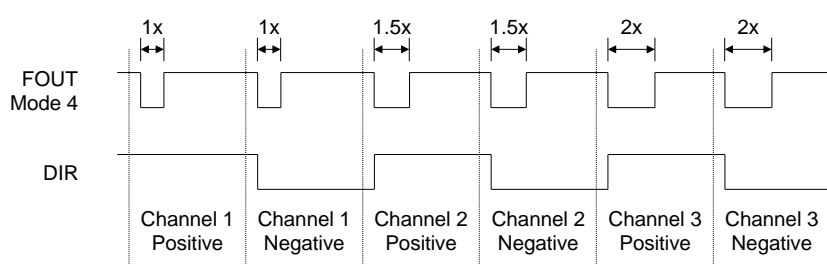 1x 1x 1.5x 1.5x 2x 2x
FOUT
Mode 4
DIR
Channel 1 Channel 1 Channel 2 Channel 2 Channel 3 Channel 3
Positive Negative Positive Negative Positive Negative